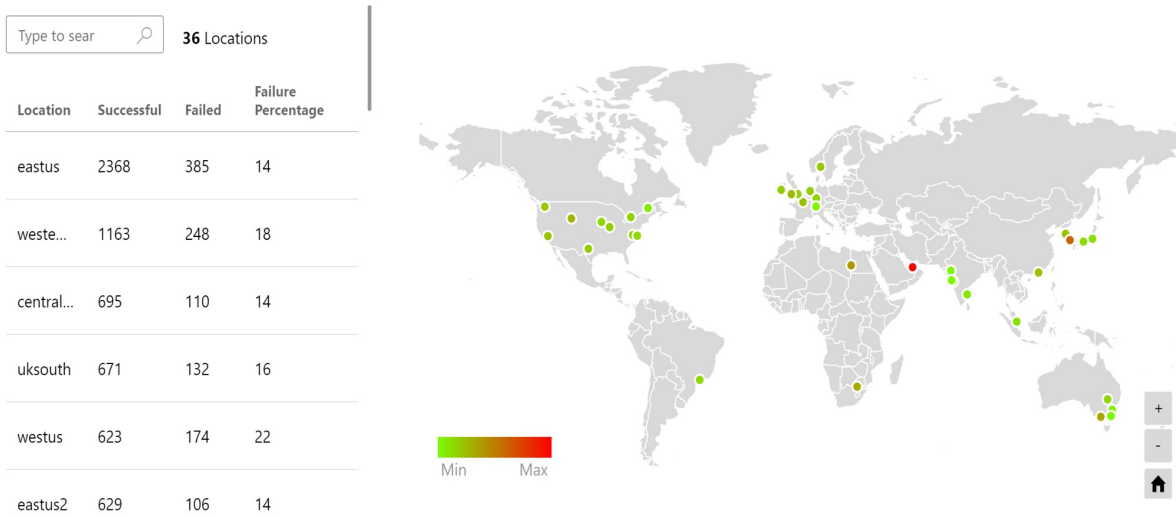 Type to sear
36 Locations
Location Successful Failed Failure Percentage
eastus 2368 385 14
weste... 1163 248 18
central... 695 110 14
uksouth 671 132 16
westus 623 174 22
eastus2 629 106 14
Min Max
+
-